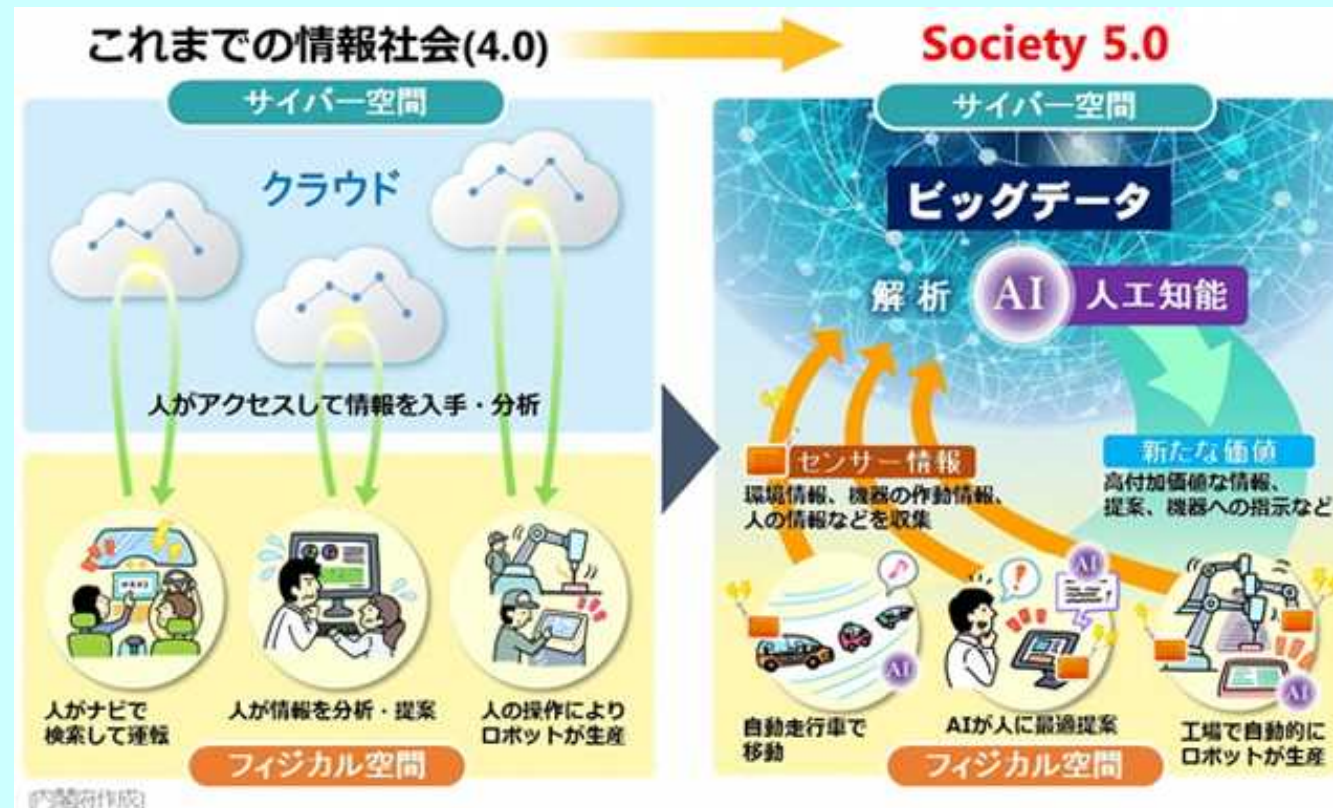 これまでの情報社会(4.0)
Society 5.0
サイバー空間
クラウド
人がアクセスして情報を入手・分析
人がナビで
検索して運転
人が情報を分析・提案
人の操作により
ロボットが生産
フィジカル空間
サイバー空間
ビッグデータ
解析
AI
人工知能
センサー情報
環境情報、機器の作動情報、
人の情報などを収集
新たな価値
高付加価値な情報、
提案、機器への指示など
AI
AI
AI
自動走行車で
移動
AIが人に最適提案
工場で自動的に
ロボットが生産
フィジカル空間
(内閣府作成)